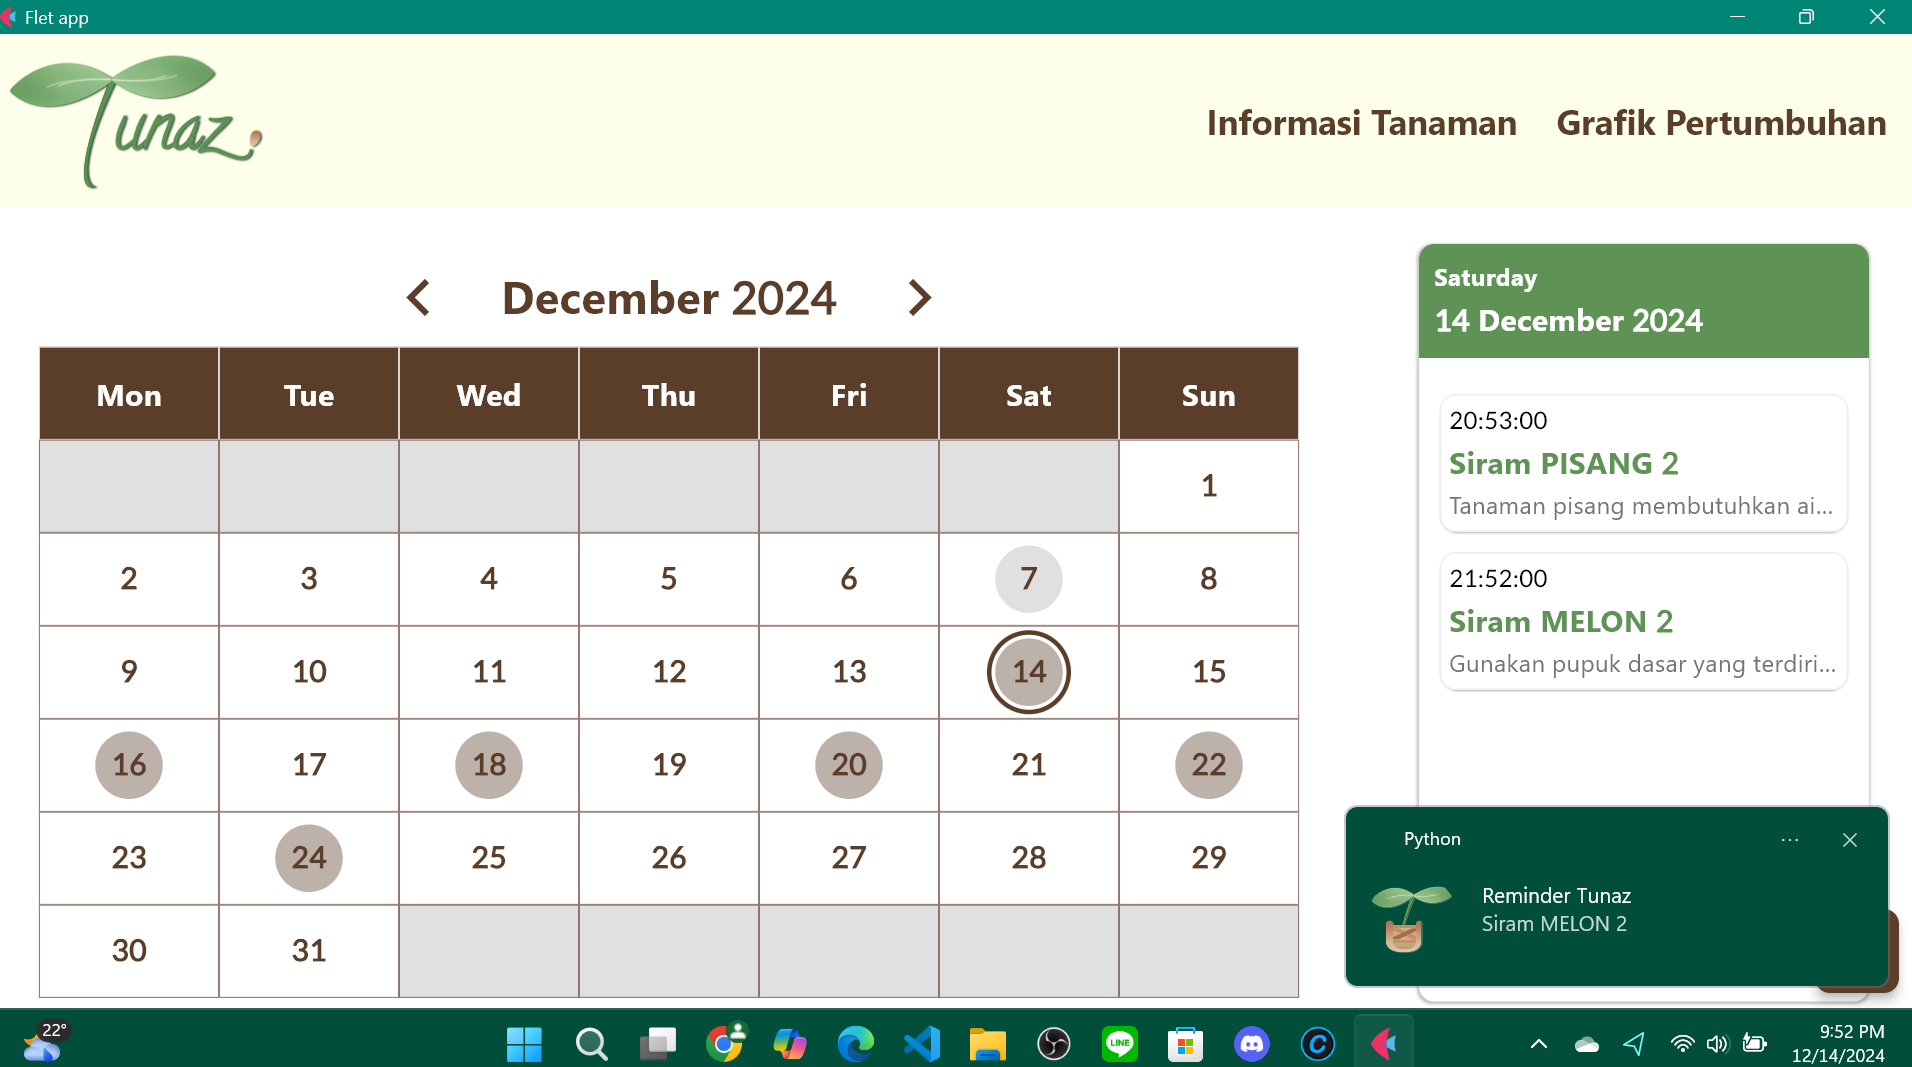 Flet app
Tunaz
Informasi Tanaman
Grafik Pertumbuhan
December 2024
Mon Tue Wed Thu Fri Sat Sun
1
2 3 4 5 6 7 8
9 10 11 12 13 14 15
16 17 18 19 20 21 22
23 24 25 26 27 28 29
30 31
Saturday
14 December 2024
20:53:00
Siram PISANG 2
Tanaman pisang membutuhkan ai...
21:52:00
Siram MELON 2
Gunakan pupuk dasar yang terdiri...
Python
Reminder Tunaz
Siram MELON 2
22°
LINE
9:52 PM
12/14/2024